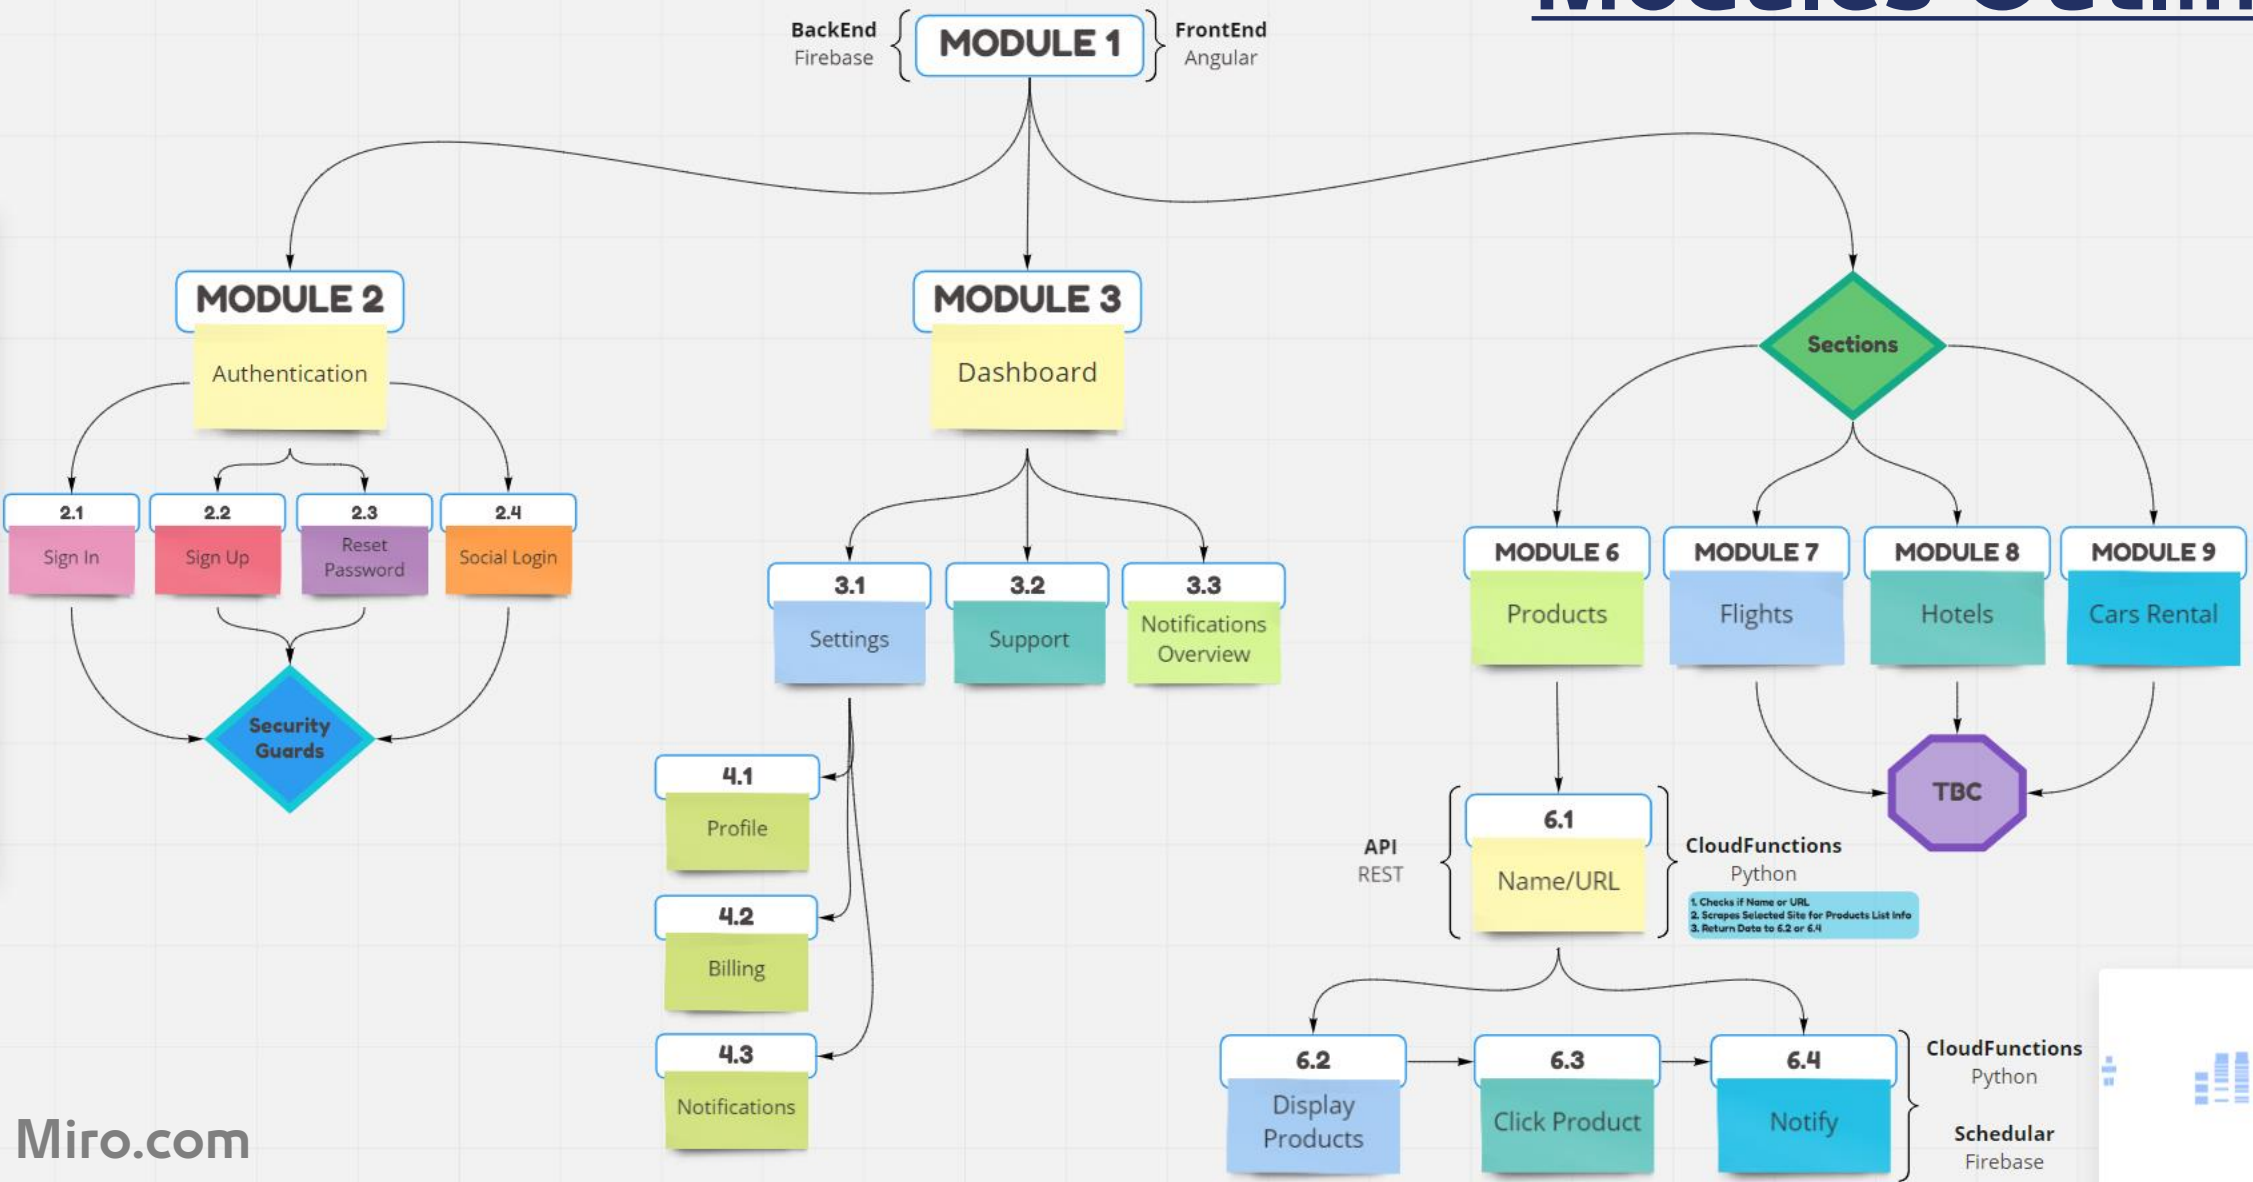 BackEnd
Firebase
MODULE 1
FrontEnd
Angular
MODULE 2
Authentication
MODULE 3
Dashboard
Sections
2.1
Sign In
2.2
Sign Up
2.3
Reset
Password
2.4
Social Login
Security
Guards
3.1
Settings
3.2
Support
3.3
Notifications
Overview
4.1
Profile
4.2
Billing
4.3
Notifications
MODULE 6
Products
MODULE 7
Flights
MODULE 8
Hotels
MODULE 9
Cars Rental
TBC
API
REST
6.1
Name/URL
CloudFunctions
Python
1. Checks if Name or URL
2. Scrapes Selected Site for Products List Info
3. Return Data to 6.2 or 6.4
6.2
Display
Products
6.3
Click Product
6.4
Notify
CloudFunctions
Python
Schedular
Firebase
Miro.com